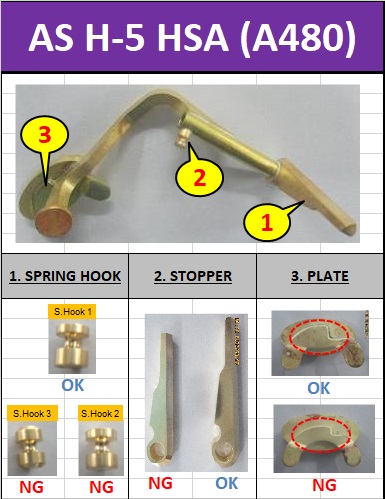 AS H-5 HSA (A480)
3
2
1
1. SPRING HOOK
2. STOPPER
3. PLATE
S.Hook 1
OK
OK
S.Hook 3
S.Hook 2
NG
NG
NG
OK
NG